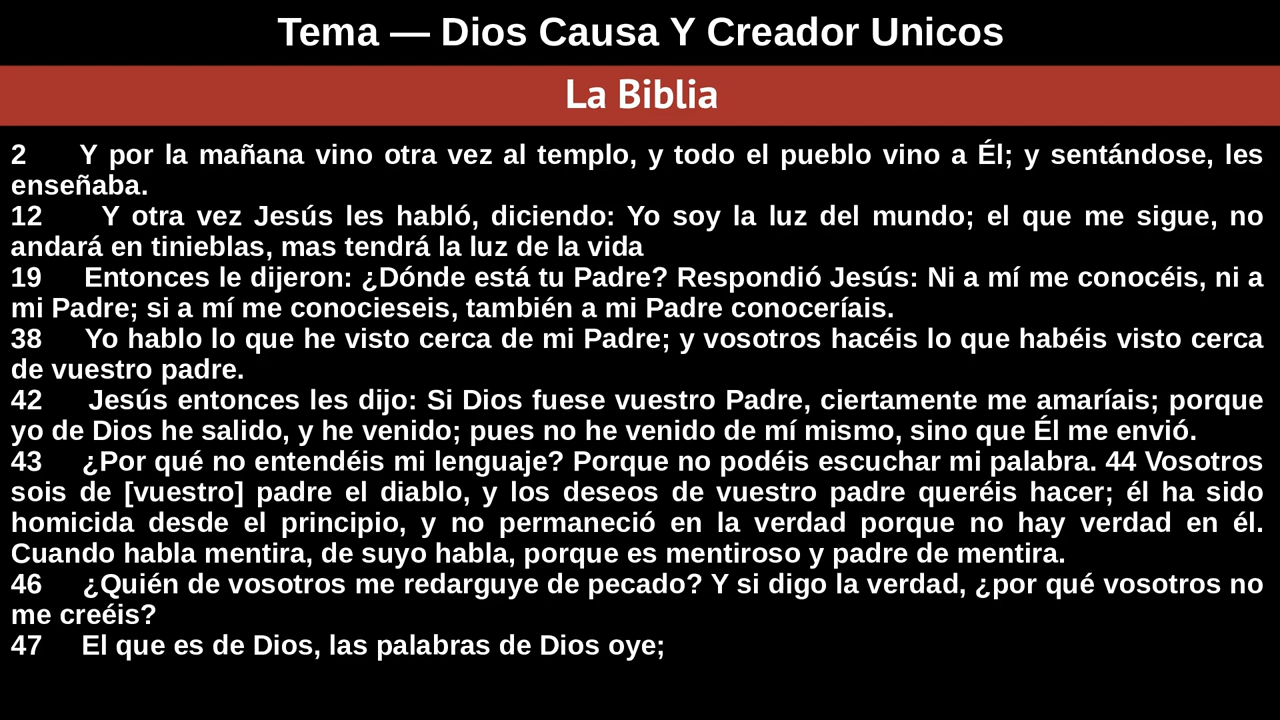 Tema — Dios Causa Y Creador Unicos
La Biblia
2 Y por la mañana vino otra vez al templo, y todo el pueblo vino a Él; y sentándose, les
enseñaba.
12 Y otra vez Jesús les habló, diciendo: Yo soy la luz del mundo; el que me sigue, no
andará en tinieblas, mas tendrá la luz de la vida
19 Entonces le dijeron: ¿Dónde está tu Padre? Respondió Jesús: Ni a mí me conocéis, ni a
mi Padre; si a mí me conocieseis, también a mi Padre conoceríais.
38 Yo hablo lo que he visto cerca de mi Padre; y vosotros hacéis lo que habéis visto cerca
de vuestro padre.
42 Jesús entonces les dijo: Si Dios fuese vuestro Padre, ciertamente me amaríais; porque
yo de Dios he salido, y he venido; pues no he venido de mí mismo, sino que Él me envió.
43 ¿Por qué no entendéis mi lenguaje? Porque no podéis escuchar mi palabra. 44 Vosotros
sois de [vuestro] padre el diablo, y los deseos de vuestro padre queréis hacer; él ha sido
homicida desde el principio, y no permaneció en la verdad porque no hay verdad en él.
Cuando habla mentira, de suyo habla, porque es mentiroso y padre de mentira.
46 ¿Quién de vosotros me redarguye de pecado? Y si digo la verdad, ¿por qué vosotros no
me creéis?
47 El que es de Dios, las palabras de Dios oye;